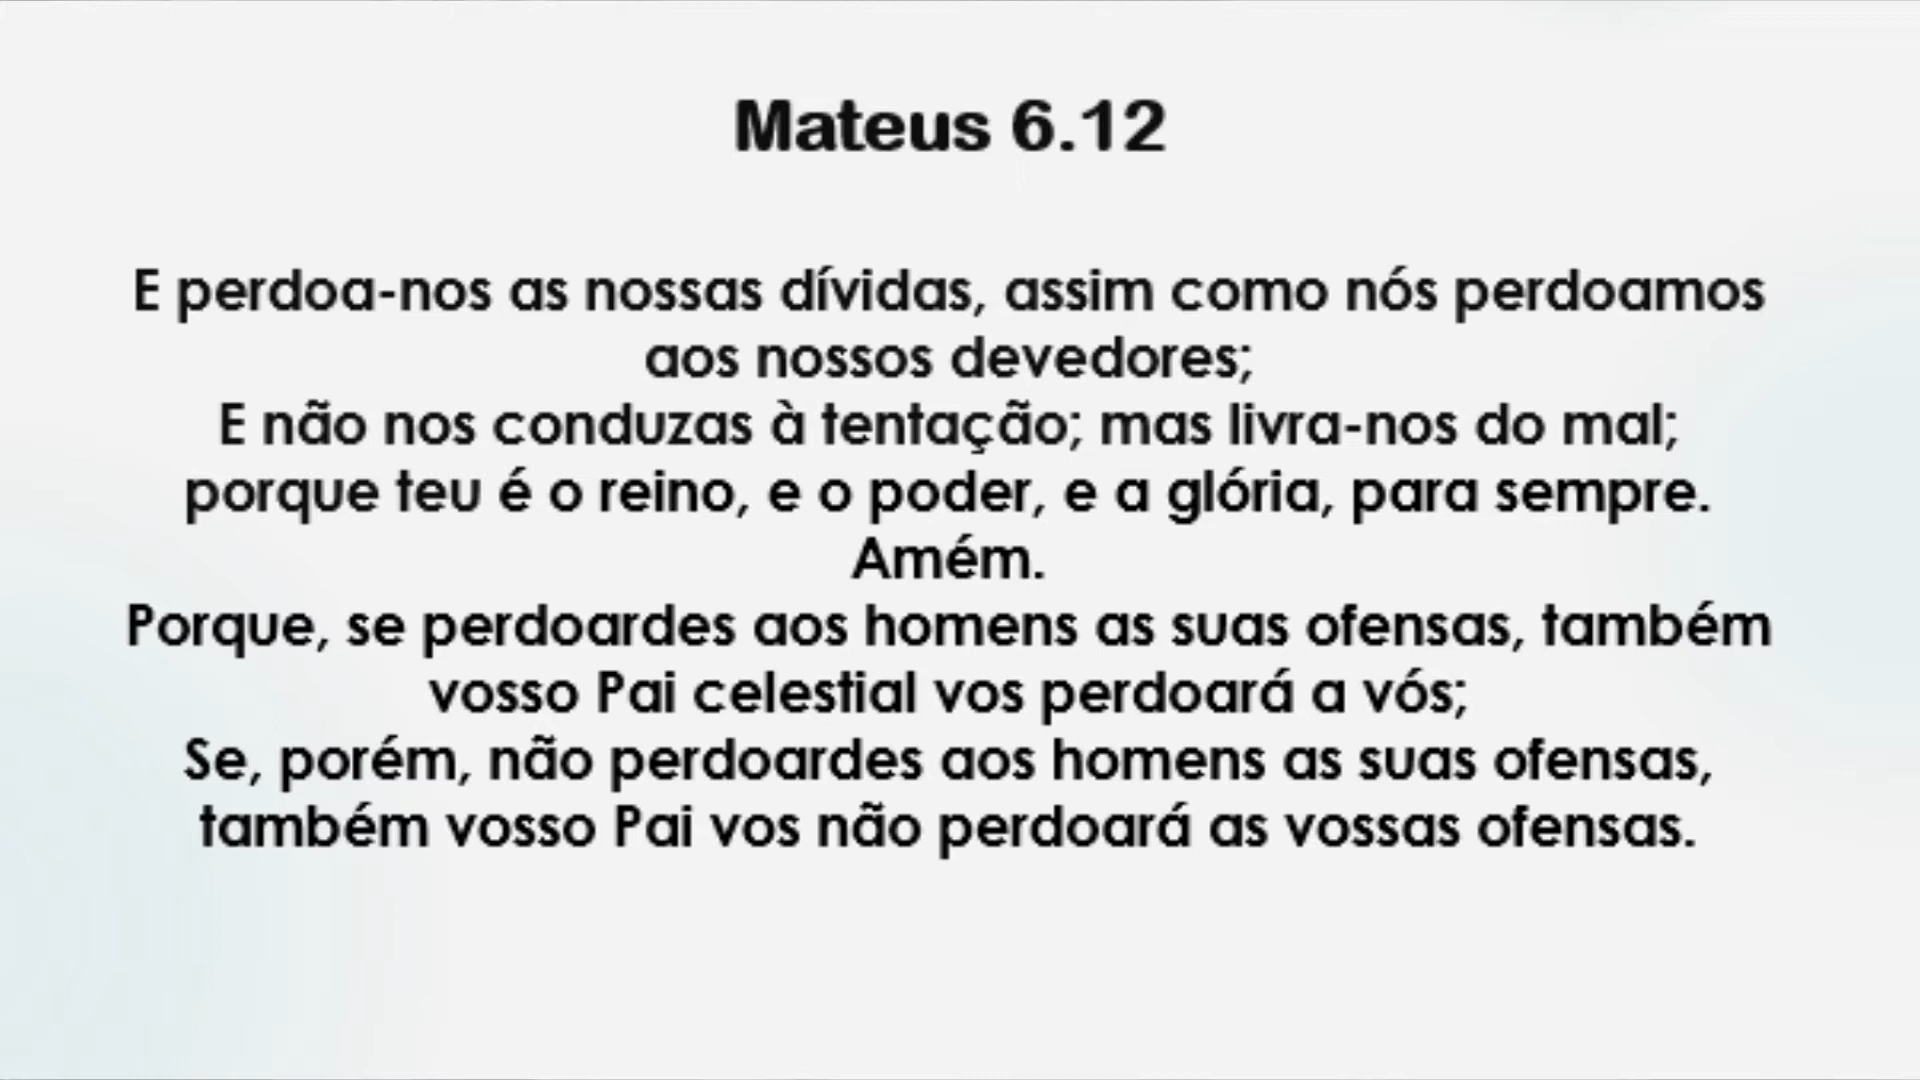 Mateus 6.12
E perdoa-nos as nossas dívidas, assim como nós perdoamos
aos nossos devedores;
E não nos conduzas à tentação; mas livra-nos do mal;
porque teu é o reino, e o poder, e a glória, para sempre.
Amém.
Porque, se perdoardes aos homens as suas ofensas, também
vosso Pai celestial vos perdoará a vós;
Se, porém, não perdoardes aos homens as suas ofensas,
também vosso Pai vos não perdoará as vossas ofensas.